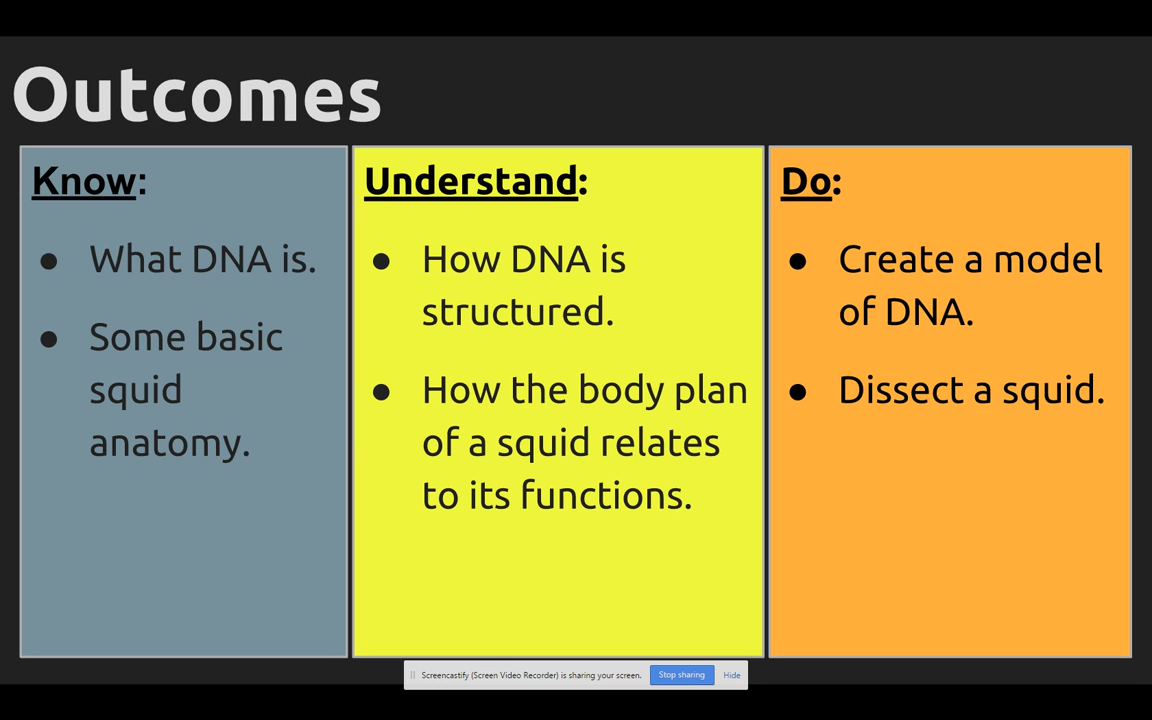 Outcomes
Know:
● What DNA is.
● Some basic
squid
anatomy.
Understand:
● How DNA is
structured.
● How the body plan
of a squid relates
to its functions.
Do:
● Create a model
of DNA.
● Dissect a squid.
Screencastify (Screen Video Recorder) is sharing your screen. Stop sharing Hide